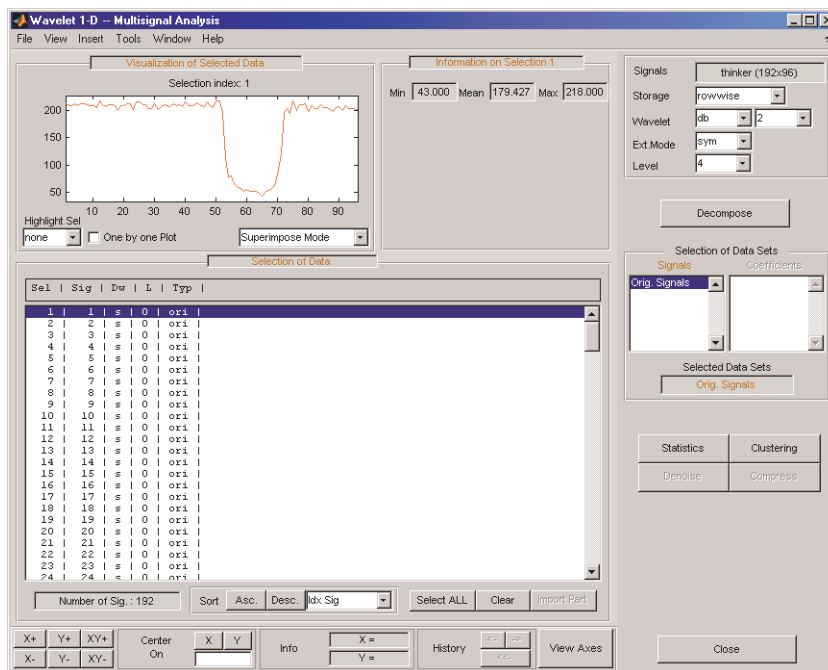 Wavelet 1-D -- Multisignal Analysis
File View Insert Tools Window Help
Visualization of Selected Data
Selection index: 1
200
150
100
50
10 20 30 40 50 60 70 80 90
Highlight Sel
none One by one Plot Superimpose Mode
Information on Selection 1
Min 43.000 Mean 179.427 Max 218.000
Signals thinker (192x96)
Storage rowwise
Wavelet db 2
Ext.Mode sym
Level 4
Decompose
Selection of Data Sets
Signals Coefficients
Orig. Signals
Selected Data Sets
Orig. Signals
Statistics Clustering
Denoise Compress
Selection of Data
Sel | Sig | Dw | L | Typ |
1 | 1 | s | 0 | ori |
2 | 2 | s | 0 | ori |
3 | 3 | s | 0 | ori |
4 | 4 | s | 0 | ori |
5 | 5 | s | 0 | ori |
6 | 6 | s | 0 | ori |
7 | 7 | s | 0 | ori |
8 | 8 | s | 0 | ori |
9 | 9 | s | 0 | ori |
10 | 10 | s | 0 | ori |
11 | 11 | s | 0 | ori |
12 | 12 | s | 0 | ori |
13 | 13 | s | 0 | ori |
14 | 14 | s | 0 | ori |
15 | 15 | s | 0 | ori |
16 | 16 | s | 0 | ori |
17 | 17 | s | 0 | ori |
18 | 18 | s | 0 | ori |
19 | 19 | s | 0 | ori |
20 | 20 | s | 0 | ori |
21 | 21 | s | 0 | ori |
22 | 22 | s | 0 | ori |
23 | 23 | s | 0 | ori |
24 | 24 | s | 0 | ori |
Number of Sig. : 192 Sort Asc. Desc. Idx Sig Select ALL Clear Import Part.
X+ Y+ XY+
X- Y- XY-
Center On X Y
Info X =
Y =
History <- ->
<<-
View Axes
Close